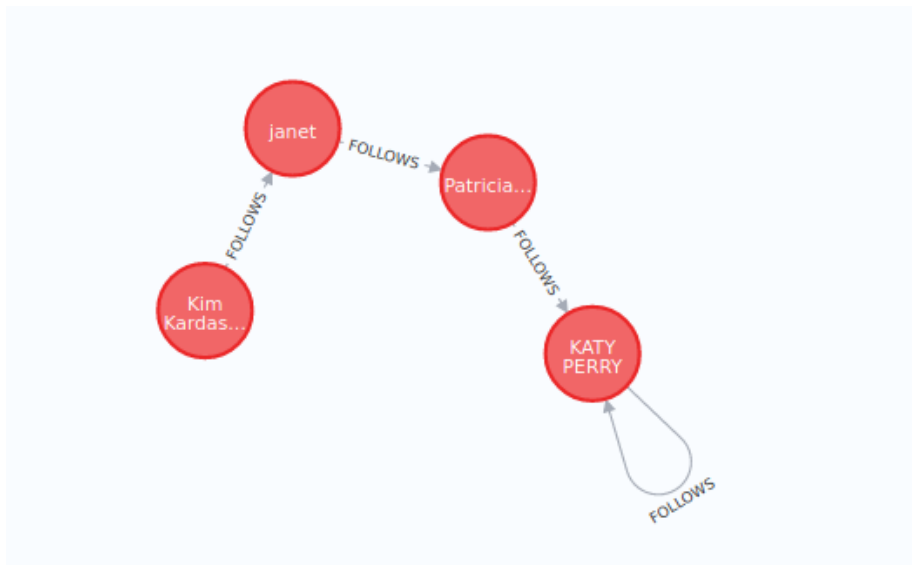 janet
FOLLOWS
Patricia...
FOLLOWS
FOLLOWS
Kim
Kardas...
KATY
PERRY
FOLLOWS